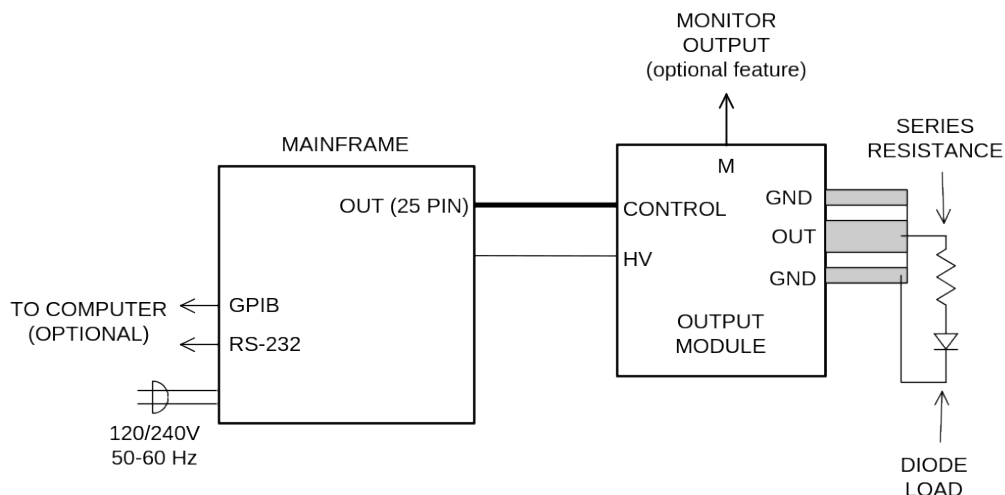 MONITOR
OUTPUT
(optional feature)
SERIES
RESISTANCE
MAINFRAME
M
OUT (25 PIN)
CONTROL
GND
OUT
GND
HV
TO COMPUTER
(OPTIONAL)
GPIB
RS-232
OUTPUT
MODULE
120/240V
50-60 Hz
DIODE
LOAD